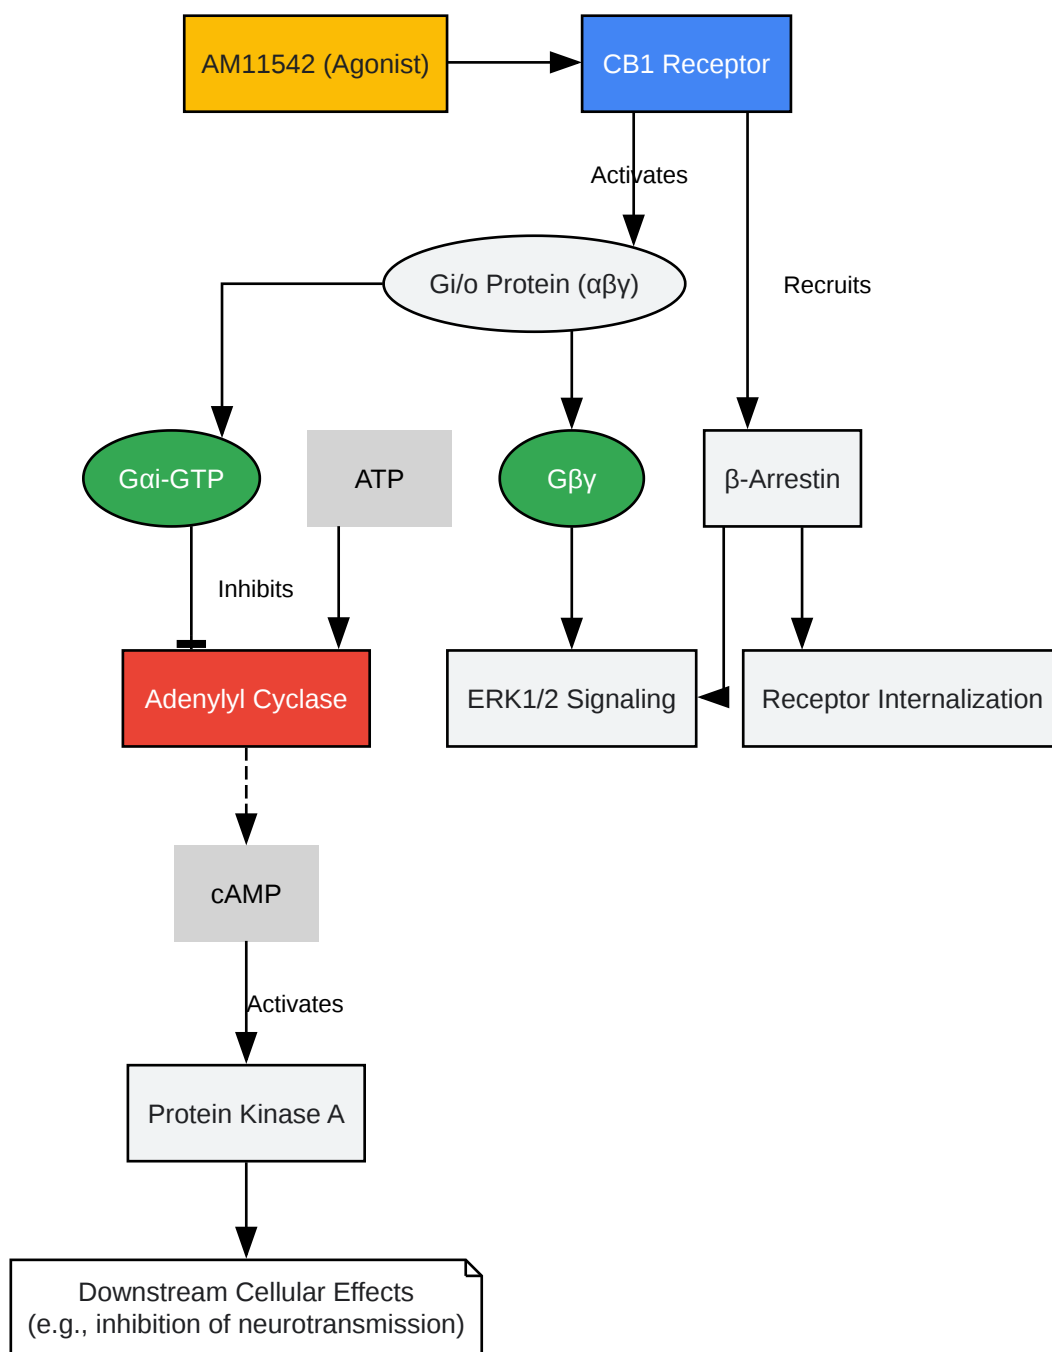 AM11542 (Agonist)
CB1 Receptor
Activates
Gi/o Protein (αβγ)
Recruits
Gαi-GTP
ATP
Gβγ
β-Arrestin
Inhibits
Adenylyl Cyclase
ERK1/2 Signaling
Receptor Internalization
cAMP
Activates
Protein Kinase A
Downstream Cellular Effects
(e.g., inhibition of neurotransmission)